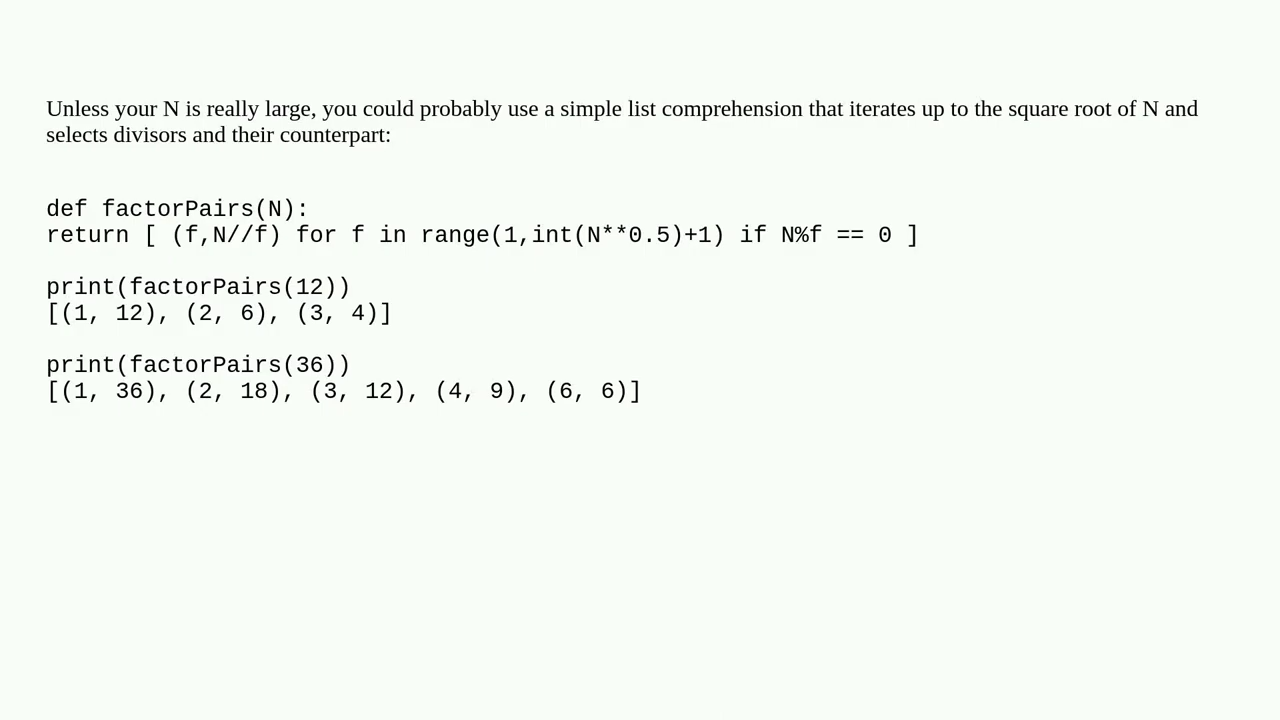 Unless your N is really large, you could probably use a simple list comprehension that iterates up to the square root of N and
selects divisors and their counterpart:
def factorPairs(N):
return [ (f,N//f) for f in range(1,int(N**0.5)+1) if N%f == 0 ]
print(factorPairs(12))
[(1, 12), (2, 6), (3, 4)]
print(factorPairs(36))
[(1, 36), (2, 18), (3, 12), (4, 9), (6, 6)]